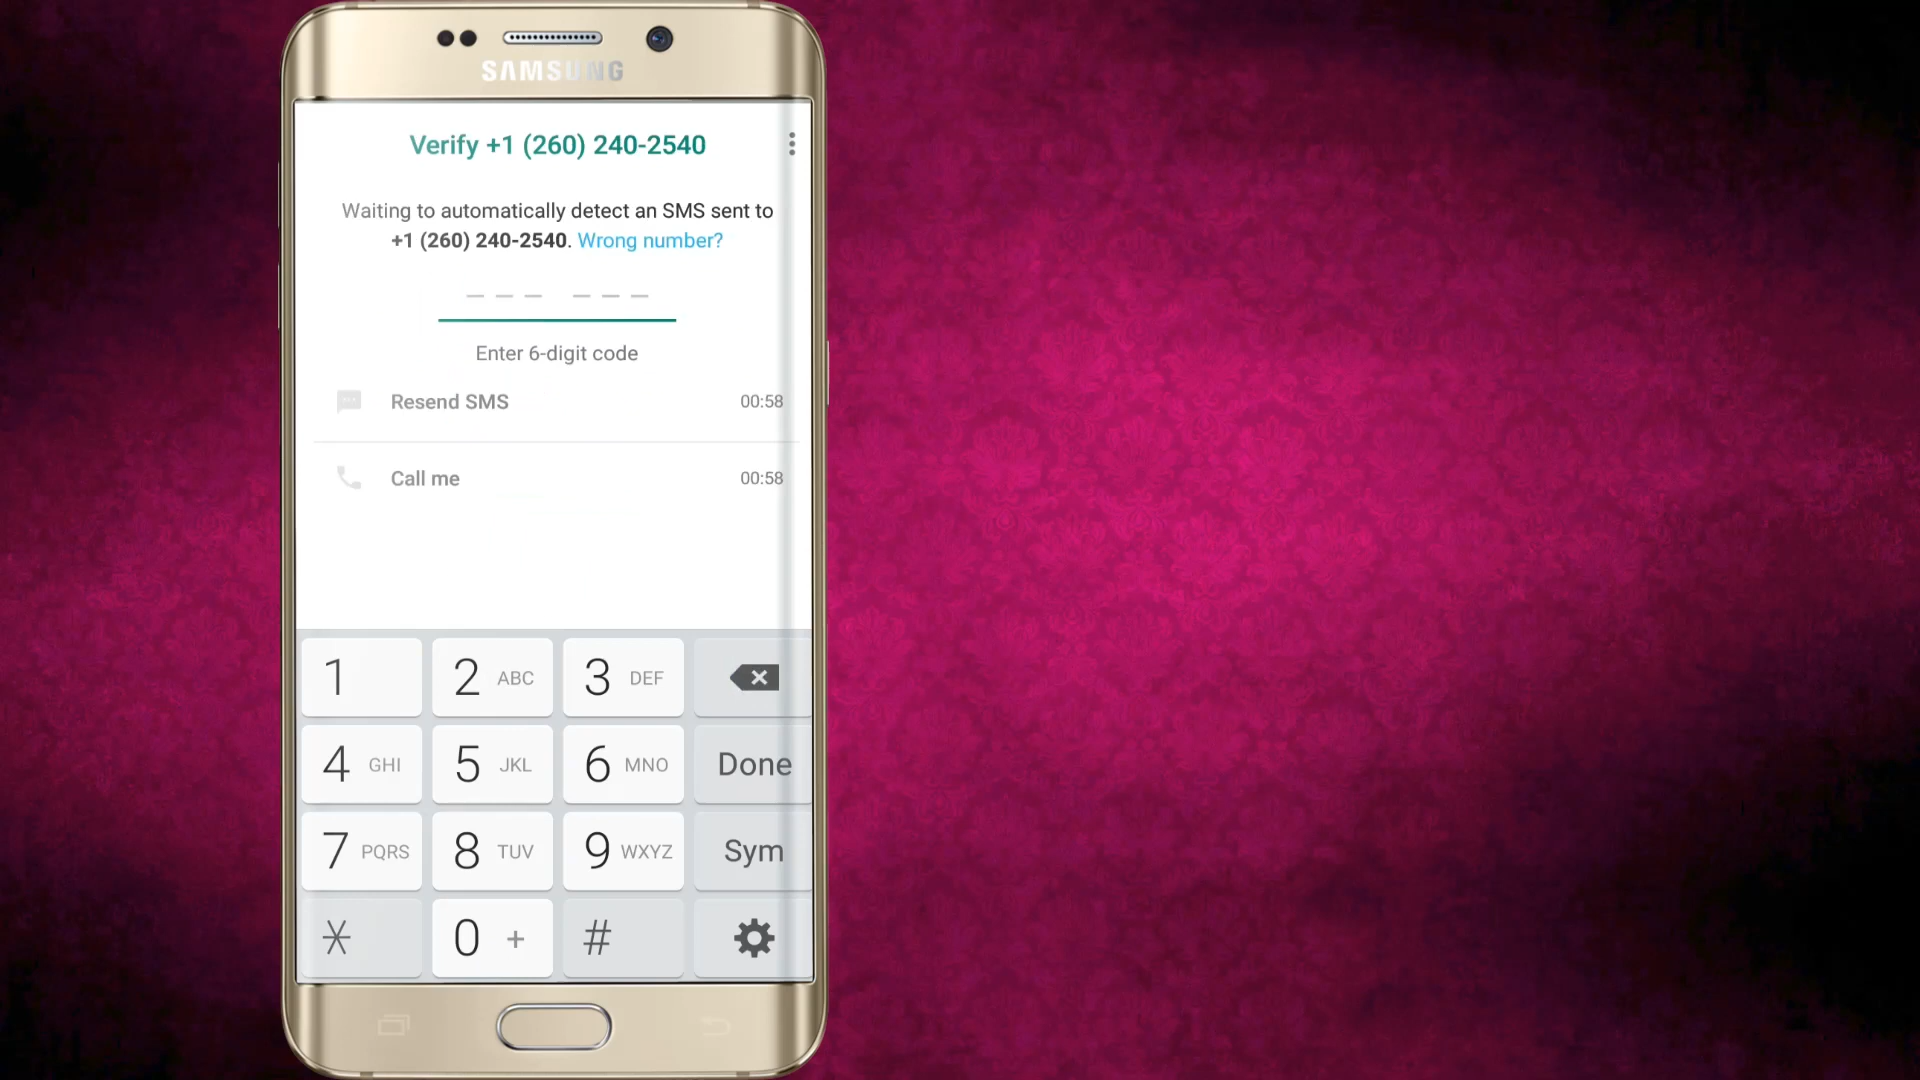 SAMSUNG
Verify +1 (260) 240-2540
Waiting to automatically detect an SMS sent to
+1 (260) 240-2540. Wrong number?
Enter 6-digit code
Resend SMS 00:58
Call me 00:58
1 2 ABC 3 DEF
4 GHI 5 JKL 6 MNO Done
7 PQRS 8 TUV 9 WXYZ Sym
* 0 + #